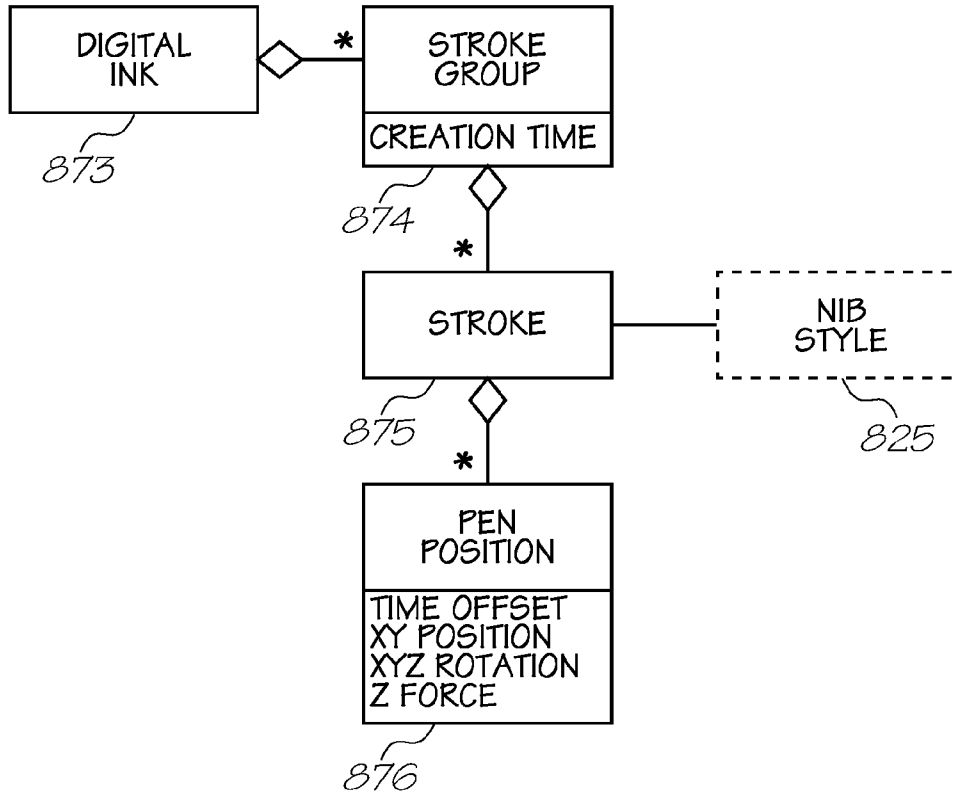 DIGITAL
INK
*
STROKE
GROUP
CREATION TIME
873
874
*
STROKE
NIB
STYLE
875
825
*
PEN
POSITION
TIME OFFSET
XY POSITION
XYZ ROTATION
Z FORCE
876